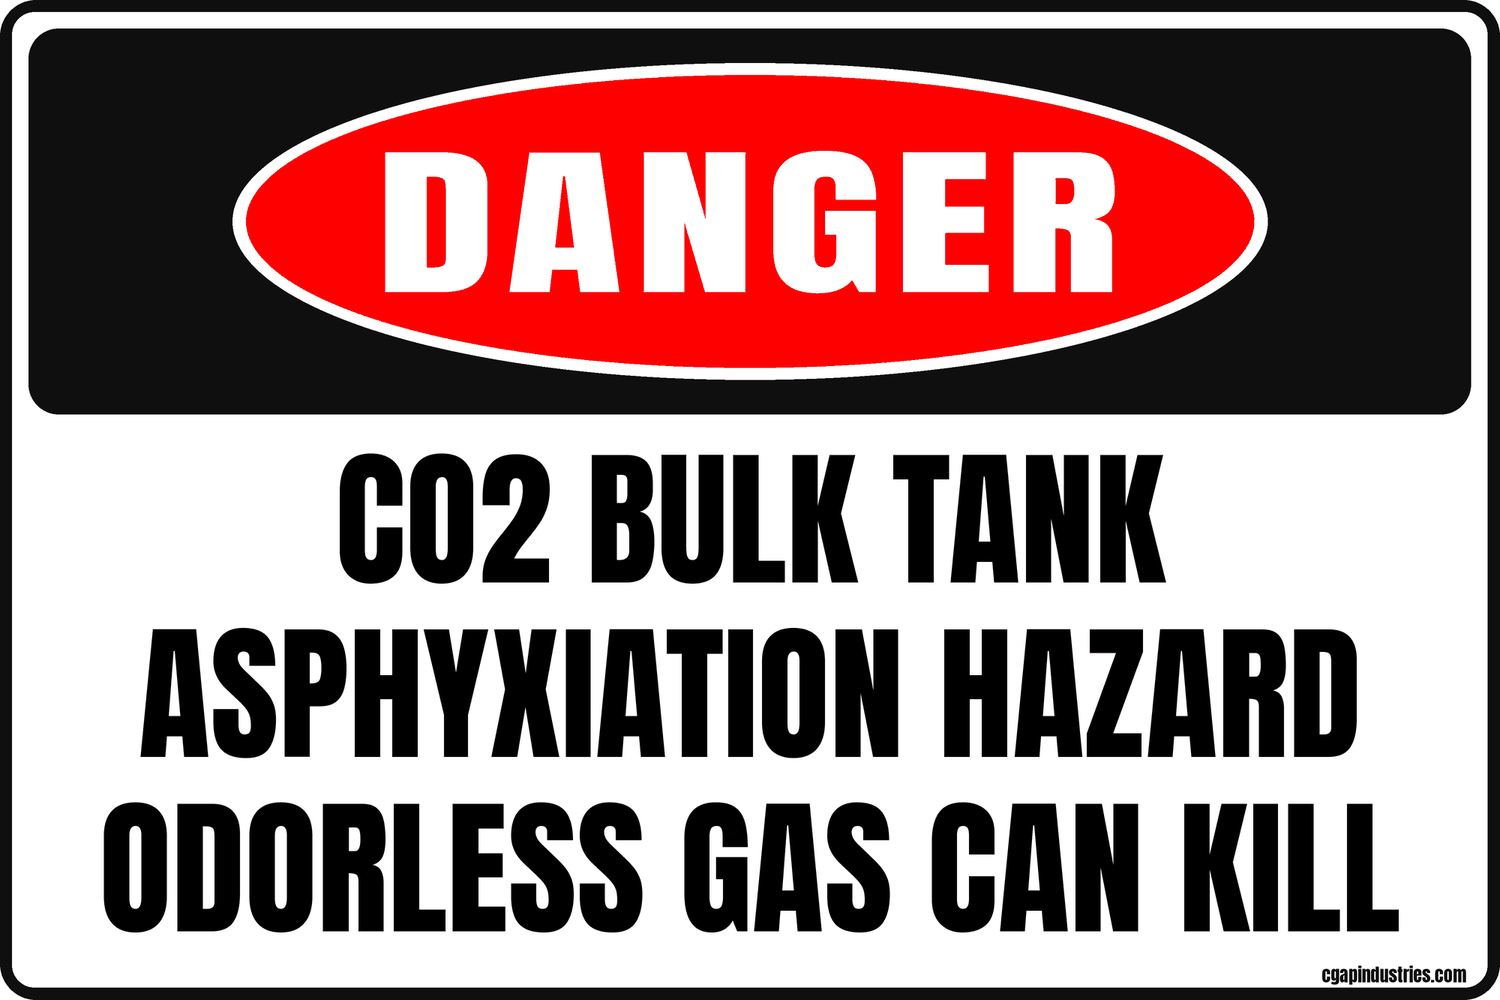 DANGER
CO2 BULK TANK
ASPHYXIATION HAZARD
ODORLESS GAS CAN KILL
cgapindustries.com